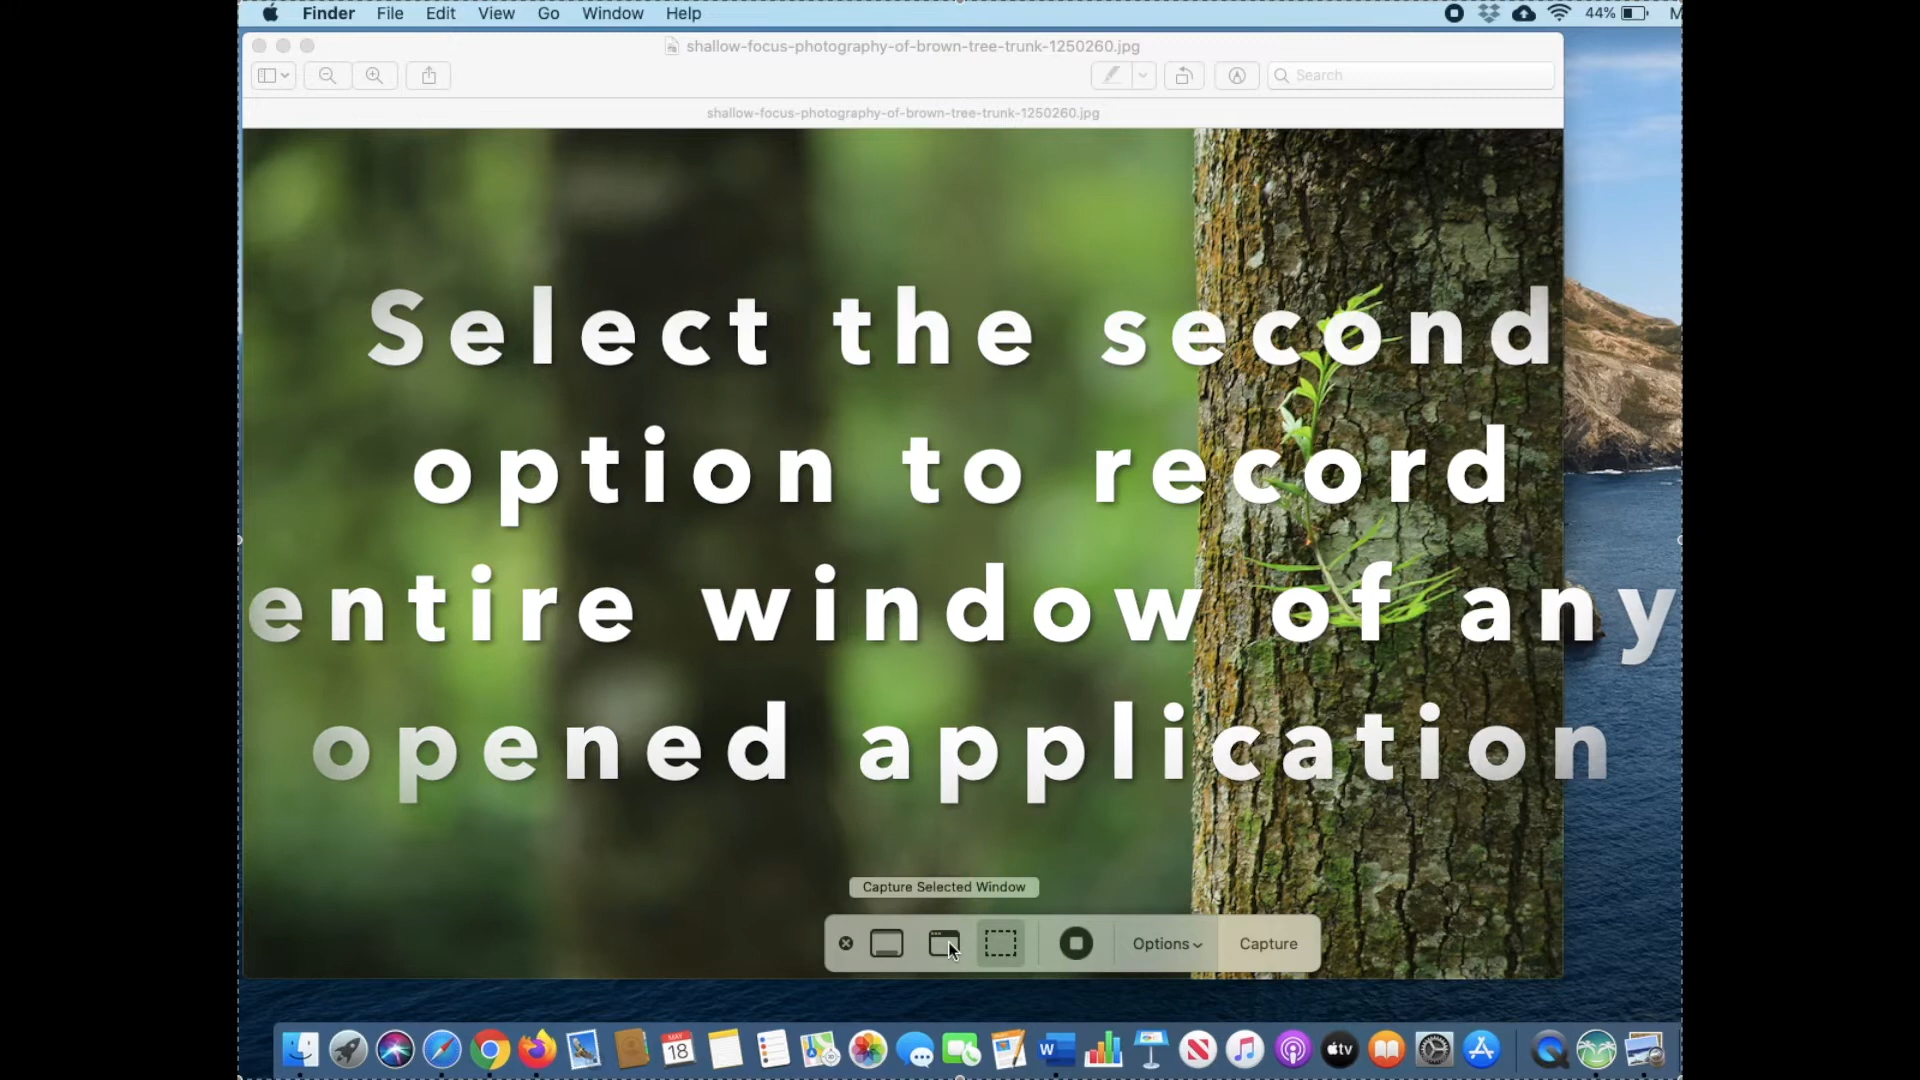 Finder File Edit View Go Window Help 44%
shallow-focus-photography-of-brown-tree-trunk-1250260.jpg
Search
shallow-focus-photography-of-brown-tree-trunk-1250260.jpg
Select the second
option to record
entire window of any
opened application
Capture Selected Window
Options Capture
MAY
18
W
tv